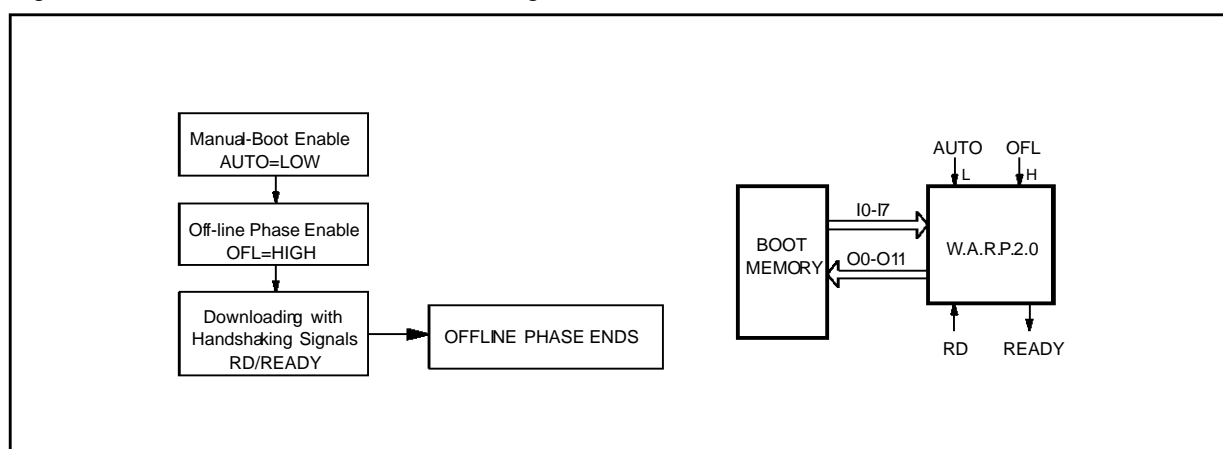 Manual-Boot Enable
AUTO=LOW
Off-line Phase Enable
OFL=HIGH
Downloading with
Handshaking Signals
RD/READY
OFFLINE PHASE ENDS
AUTO
OFL
L
H
I0-I7
BOOT
MEMORY
O0-O11
W.A.R.P.2.0
RD
READY